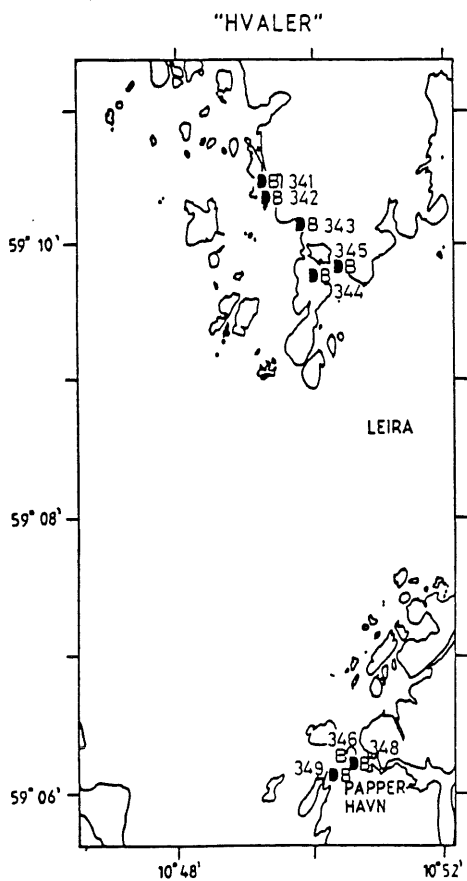 "HVALER"
B 341
B 342
59° 10'
B 343
345
B
B
344
LEIRA
59° 08'
346
B
348
B
349
B
59° 06'
PAPPER
HAVN
10° 48'
10° 52'